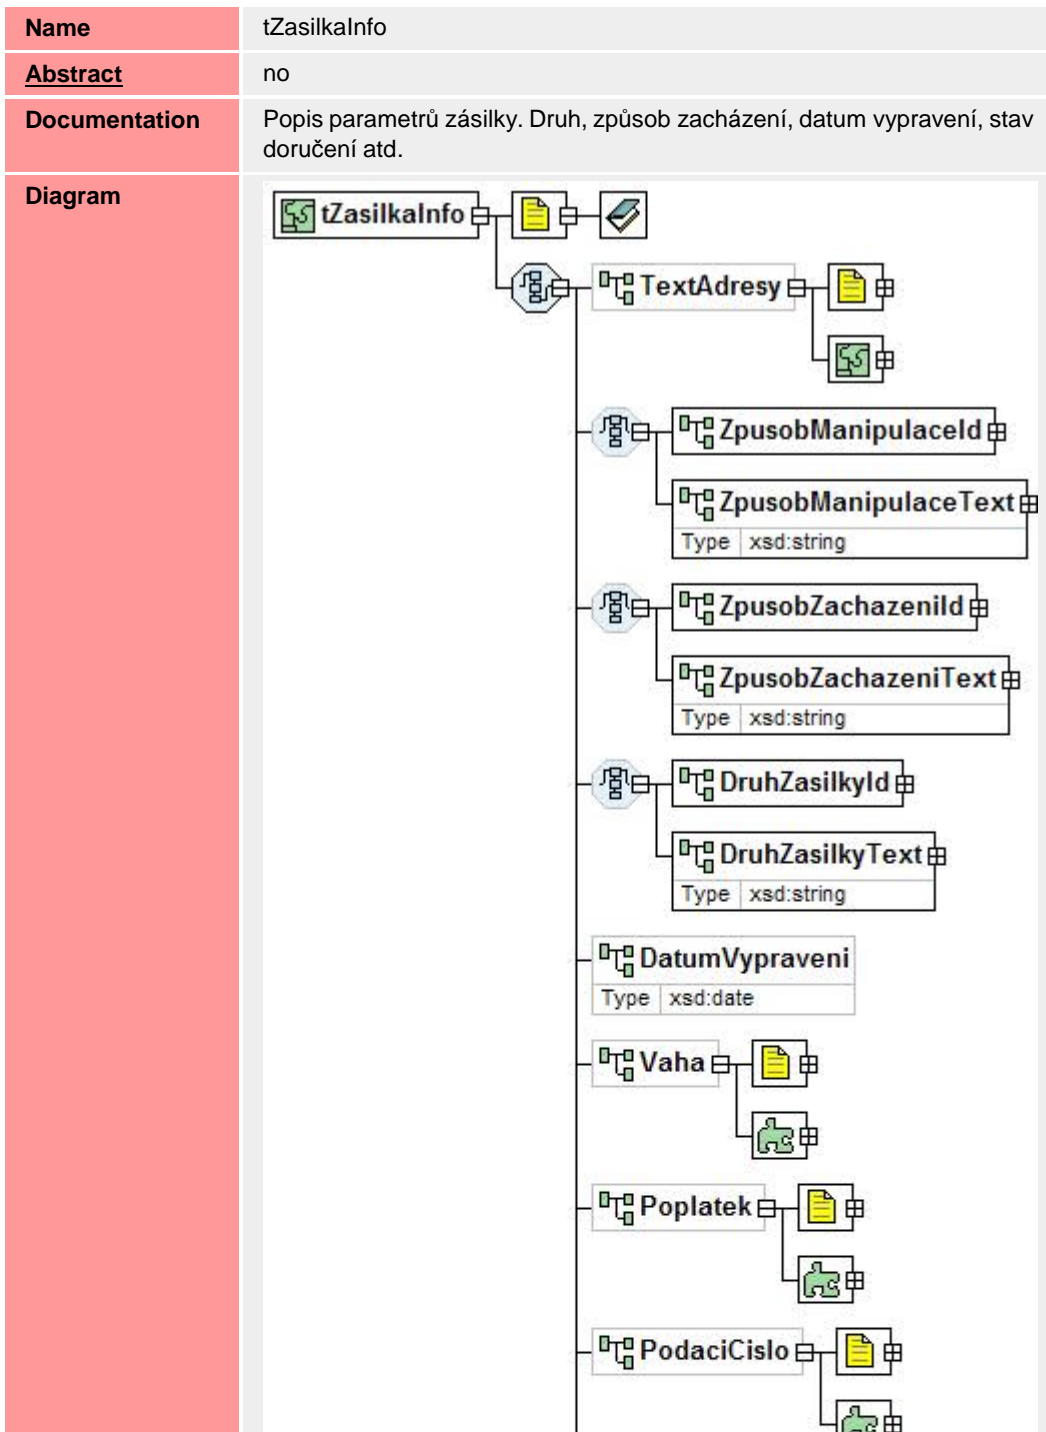 Name tZasilkaInfo
Abstract no
Documentation Popis parametrů zásilky. Druh, způsob zacházení, datum vypravení, stav
doručení atd.
Diagram
tZasilkaInfo
TextAdresy
ZpusobManipulaceId
ZpusobManipulaceText
Type xsd:string
ZpusobZachazeniId
ZpusobZachazeniText
Type xsd:string
DruhZasilkyId
DruhZasilkyText
Type xsd:string
DatumVypraveni
Type xsd:date
Vaha
Poplatek
PodaciCislo